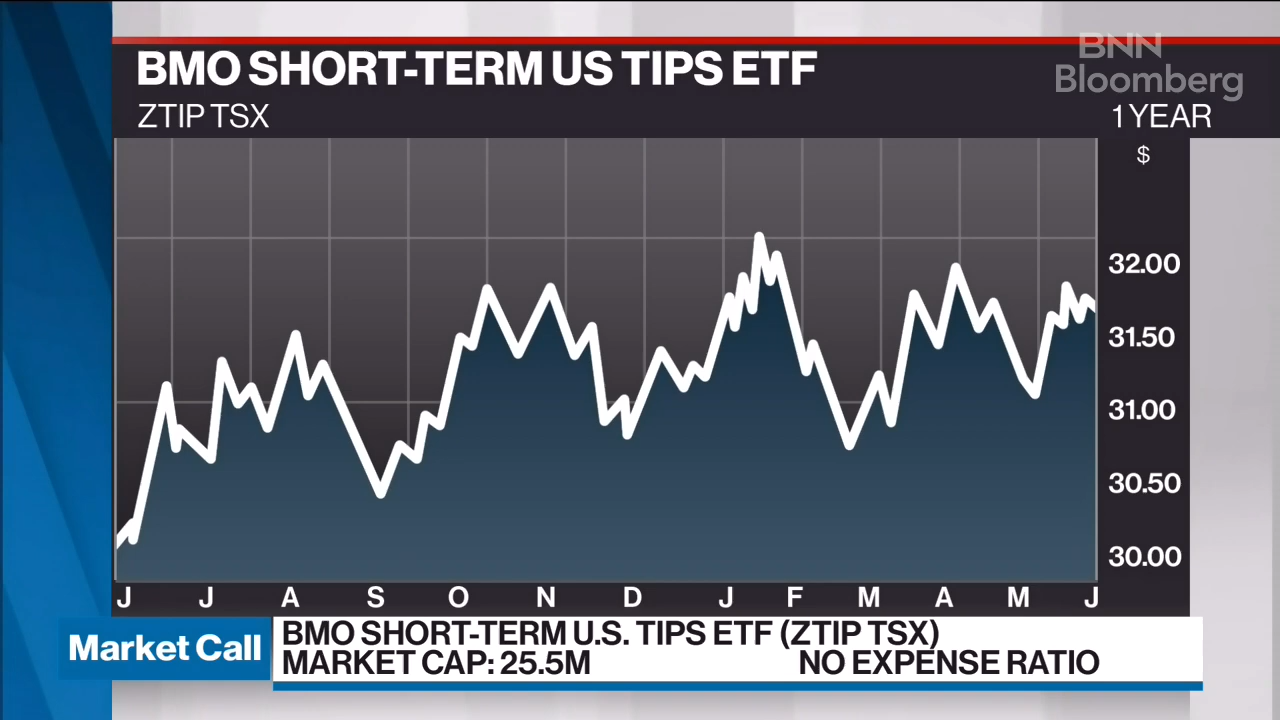 BNN
Bloomberg
BMO SHORT-TERM US TIPS ETF
ZTIP TSX
1 YEAR
$
32.00
31.50
31.00
30.50
30.00
J J A S O N D J F M A M J
Market Call
BMO SHORT-TERM U.S. TIPS ETF (ZTIP TSX)
MARKET CAP: 25.5M NO EXPENSE RATIO